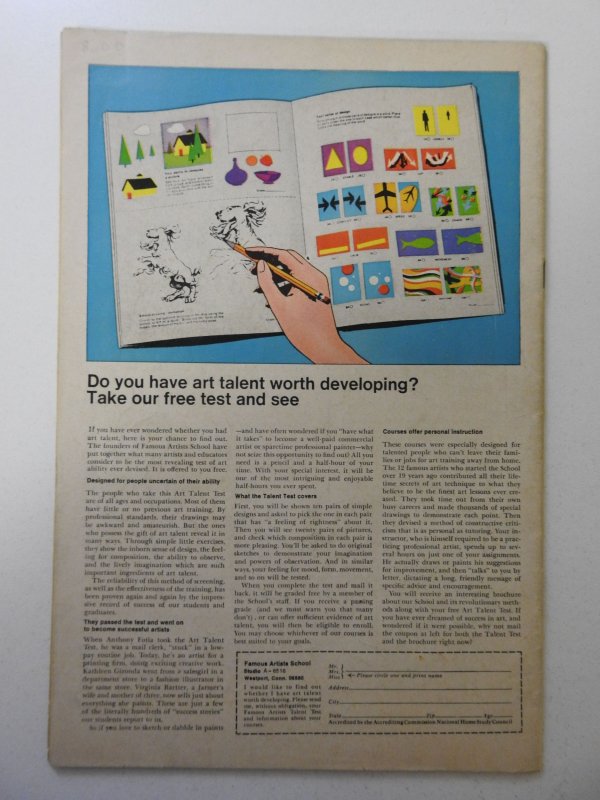 Do you have art talent worth developing?
Take our free test and see
If you have ever wondered whether you had
art talent, here is your chance to find out.
The founders of Famous Artists School have
put together what many artists and educators
consider to be the most revealing test of art
ability ever devised. It is offered to you free.
Designed for people uncertain of their ability
The people who take this Art Talent Test
are of all ages and occupations. Most of them
have little or no previous art training. By
professional standards, their drawings may
be awkward and amateurish. But the ones
who possess the gift of art talent reveal it in
many ways. Through simple little exercises,
they show the inborn sense of design, the feel-
ing for composition, the ability to observe,
and the lively imagination which are such
important ingredients of art talent.
The reliability of this method of screening,
as well as the effectiveness of the training, has
been proven again and again by the impres-
sive record of success of our students and
graduates.
They passed the test and went on
to become successful artists
When Anthony Foția took the Art Talent
Test, he was a mail clerk, "stuck" in a low-
pay routine job. Today, he's an artist for a
printing firm, doing exciting creative work.
Kathleen Gironda went from a salesgirl in a
department store to a fashion illustrator in
the same store. Virginia Bartter, a farmer's
wife and mother of three, now sells just about
everything she paints. These are just a few
of the literally hundreds of "success stories"
our students report to us.
So if you love to sketch or dabble in paints
—and have often wondered if you "have what
it takes" to become a well-paid commercial
artist or sparetime professional painter—why
not seize this opportunity to find out? All you
need is a pencil and a half-hour of your
time. With your special interest, it will be
one of the most intriguing and enjoyable
half-hours you ever spent.
What the Talent Test covers
First, you will be shown ten pairs of simple
designs and asked to pick the one in each pair
that has "a feeling of rightness" about it.
Then you will see twenty pairs of pictures,
and check which composition in each pair is
more pleasing. You'll be asked to do original
sketches to demonstrate your imagination
and powers of observation. And in similar
ways, your feeling for mood, form, movement,
and so on will be tested.
When you complete the test and mail it
back, it will be graded free by a member of
the School's staff. If you receive a passing
grade (and we must warn you that many
don't), or can offer sufficient evidence of art
talent, you will then be eligible to enroll.
You may choose whichever of our courses is
best suited to your goals.
Courses offer personal instruction
These courses were especially designed for
talented people who can't leave their fami-
lies or jobs for art training away from home.
The 12 famous artists who started the School
over 19 years ago contributed all their life-
time secrets of art technique to what they
believe to be the finest art lessons ever cre-
ated. They took time out from their own
busy careers and made thousands of special
drawings to demonstrate each point. Then
they devised a method of constructive criti-
cism that is as personal as tutoring. Your in-
structor, who is himself required to be a prac-
ticing professional artist, spends up to sev-
eral hours on just one of your assignments.
He actually draws or paints his suggestions
for improvement, and then "talks" to you by
letter, dictating a long, friendly message of
specific advice and encouragement.
You will receive an interesting brochure
about our School and its revolutionary meth-
ods along with your free Art Talent Test. If
you have ever dreamed of success in art, and
wondered if it were possible, why not mail
the coupon at left for both the Talent Test
and the brochure right now?
Famous Artists School
Studio A-6516
Westport, Conn. 06880
I would like to find out
whether I have art talent
worth developing. Please send
me, without obligation, your
Famous Artists Talent Test
and information about your
courses.
Mr.
Mrs.
Miss
Please circle one and print name
Address
City
State Zip Age
Accredited by the Accrediting Commission National Home Study Council